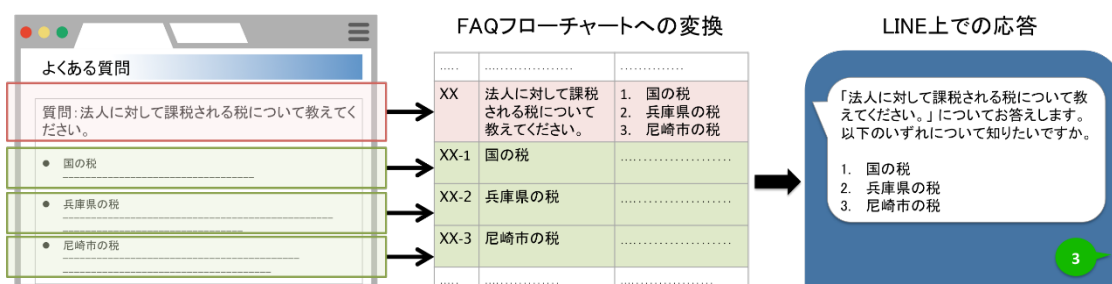 FAQフローチャートへの変換
LINE上での応答
よくある質問
質問:法人に対して課税される税について教えてく
ださい。
● 国の税
● 兵庫県の税
● 尼崎市の税
..... .................. .............
XX
法人に対して課税
される税について
教えてください。
1. 国の税
2. 兵庫県の税
3. 尼崎市の税
XX-1 国の税 .....................
XX-2 兵庫県の税 .....................
XX-3 尼崎市の税 .....................
..... .................. ..................
「法人に対して課税される税について教
えてください。」についてお答えします。
以下のいずれについて知りたいですか。
1. 国の税
2. 兵庫県の税
3. 尼崎市の税
3